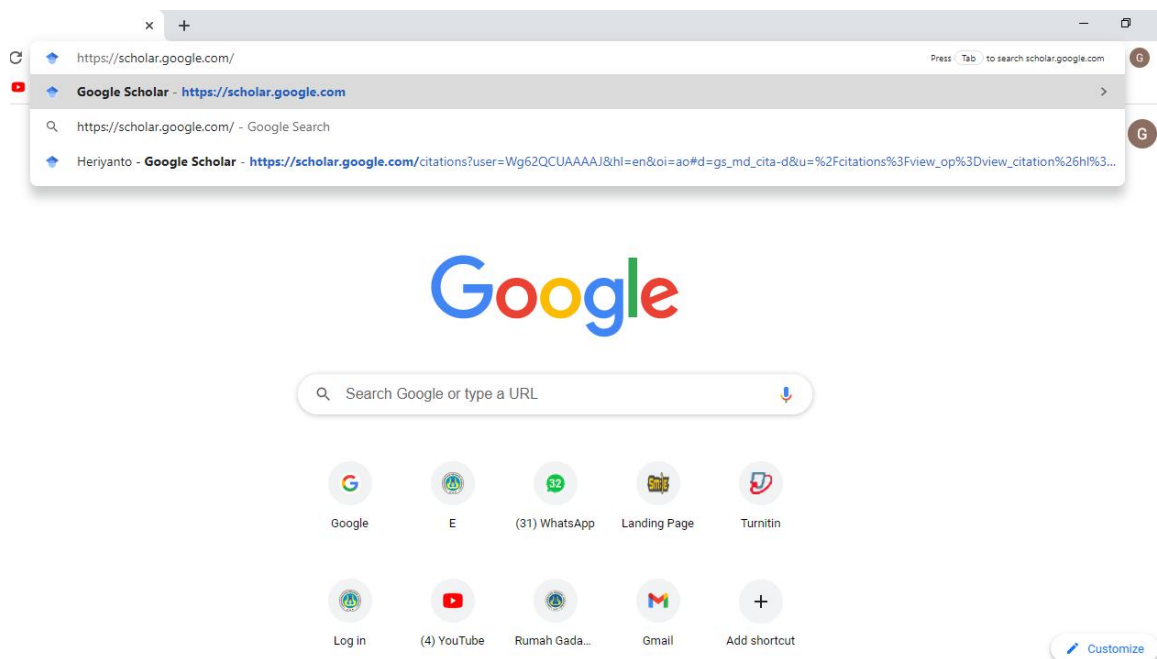 https://scholar.google.com/ Press Tab to search scholar.google.com G
Google Scholar - https://scholar.google.com
https://scholar.google.com/ - Google Search
G
Heriyanto - Google Scholar - https://scholar.google.com/citations?user=Wg62QCUAAAAJ&hl=en&oi=ao#d=gs_md_cita-d&u=%2Fcitations%3Fview_op%3Dview_citation%26hl%3...
Google
Search Google or type a URL
32
Google E (31) WhatsApp Landing Page Turnitin
Log in (4) YouTube Rumah Gada... Gmail Add shortcut
Customize